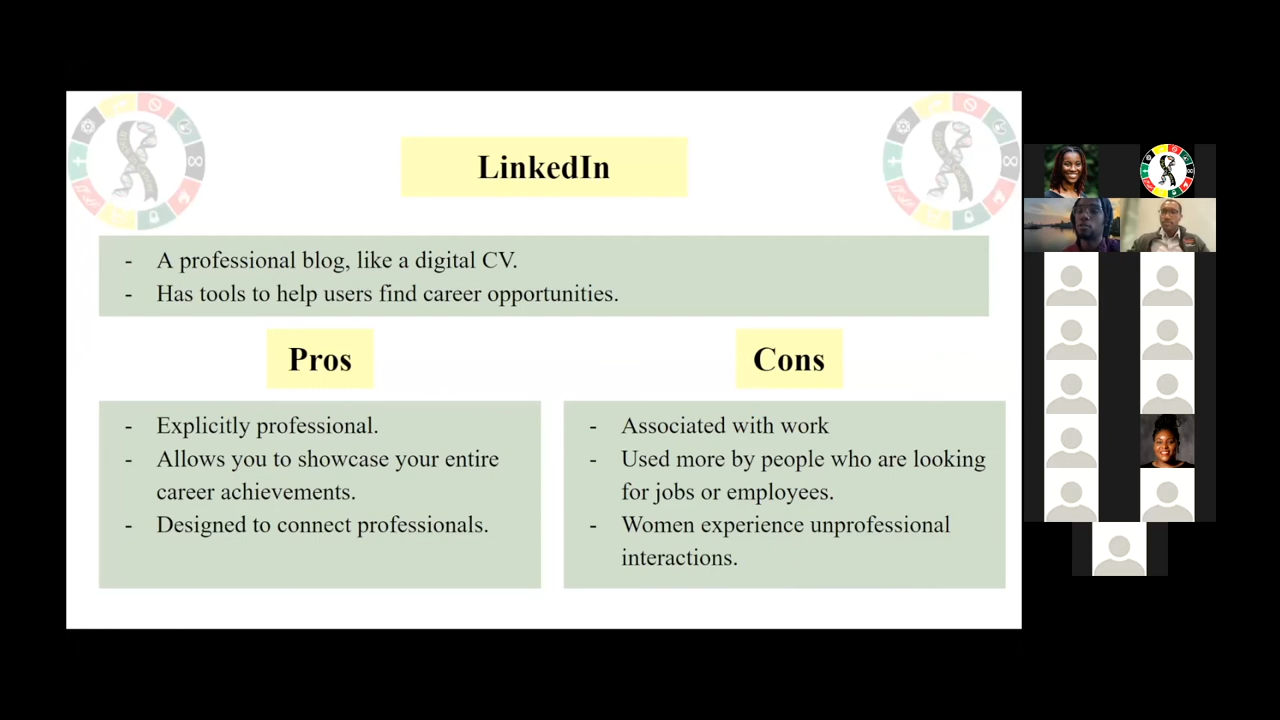 LinkedIn
- A professional blog, like a digital CV.
- Has tools to help users find career opportunities.
Pros
- Explicitly professional.
- Allows you to showcase your entire
career achievements.
- Designed to connect professionals.
Cons
- Associated with work
- Used more by people who are looking
for jobs or employees.
- Women experience unprofessional
interactions.